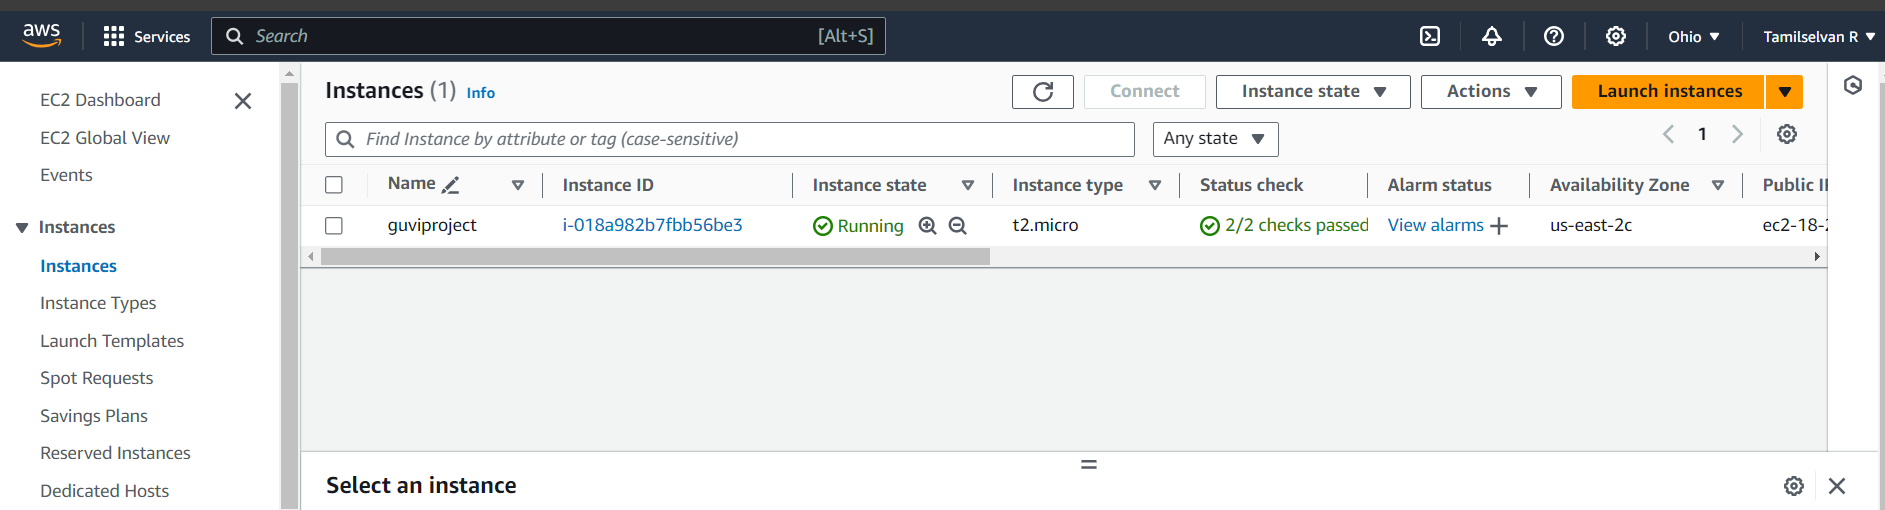 aws Services Search [Alt+S] Ohio Tamilselvan R
EC2 Dashboard
EC2 Global View
Events
Instances
Instances
Instance Types
Launch Templates
Spot Requests
Savings Plans
Reserved Instances
Dedicated Hosts
Instances (1) Info Connect Instance state Actions Launch instances
Find Instance by attribute or tag (case-sensitive) Any state 1
Name Instance ID Instance state Instance type Status check Alarm status Availability Zone Public
guviproject i-018a982b7fbb56be3 Running t2.micro 2/2 checks passed View alarms us-east-2c ec2-18-
Select an instance